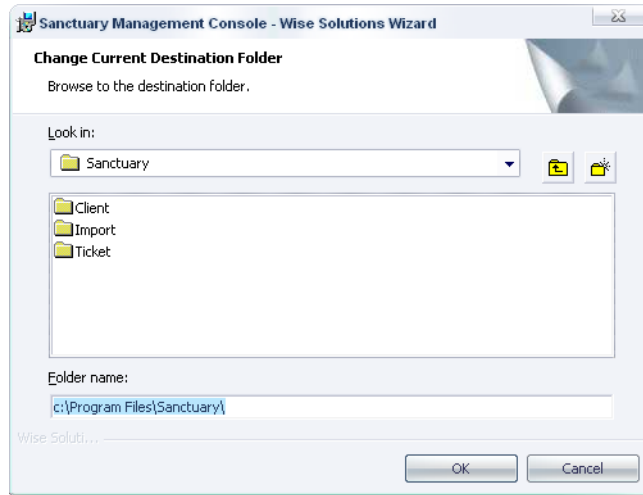 Sanctuary Management Console - Wise Solutions Wizard
Change Current Destination Folder
Browse to the destination folder.
Look in:
Sanctuary
Client
Import
Ticket
Folder name:
c:\Program Files\Sanctuary\
Wise Soluti...
OK Cancel